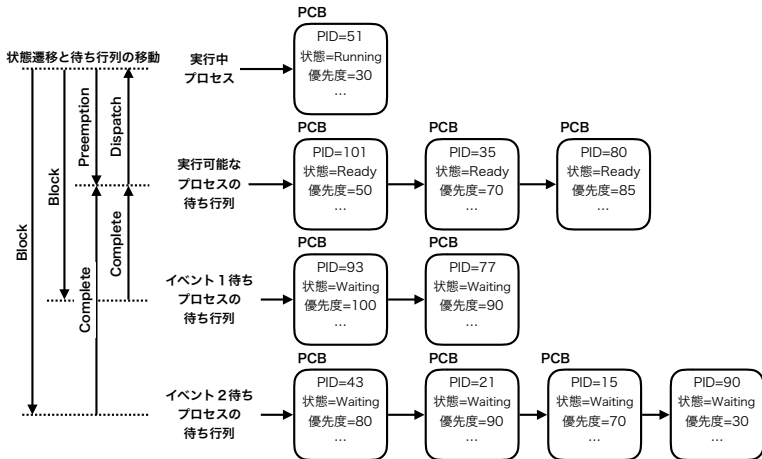 状態遷移と待ち行列の移動
Block
Block
Preemption
Dispatch
Complete
Complete
実行中
プロセス
PCB
PID=51
状態=Running
優先度=30
…
実行可能な
プロセスの
待ち行列
PCB
PID=101
状態=Ready
優先度=50
…
PCB
PID=35
状態=Ready
優先度=70
…
PCB
PID=80
状態=Ready
優先度=85
…
イベント１待ち
プロセスの
待ち行列
PCB
PID=93
状態=Waiting
優先度=100
…
PCB
PID=77
状態=Waiting
優先度=90
…
イベント２待ち
プロセスの
待ち行列
PCB
PID=43
状態=Waiting
優先度=80
…
PCB
PID=21
状態=Waiting
優先度=90
…
PCB
PID=15
状態=Waiting
優先度=70
…
PID=90
状態=Waiting
優先度=30
…